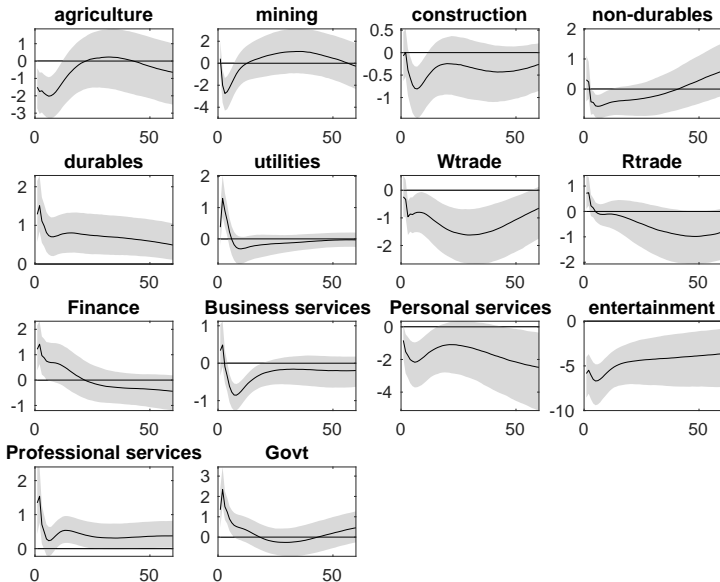 agriculture mining construction non-durables
1 0 -1 -2 -3 2 0 -2 -4 0.5 0 -0.5 -1 2 1 0
0 50 0 50 0 50 0 50
durables utilities Wtrade Rtrade
2 1 0 2 1 0 0 -1 -2 1 0 -1 -2
0 50 0 50 0 50 0 50
Finance Business services Personal services entertainment
2 1 0 -1 1 0 -1 0 -2 -4 0 -5 -10
0 50 0 50 0 50 0 50
Professional services Govt
2 1 0 3 2 1 0
0 50 0 50